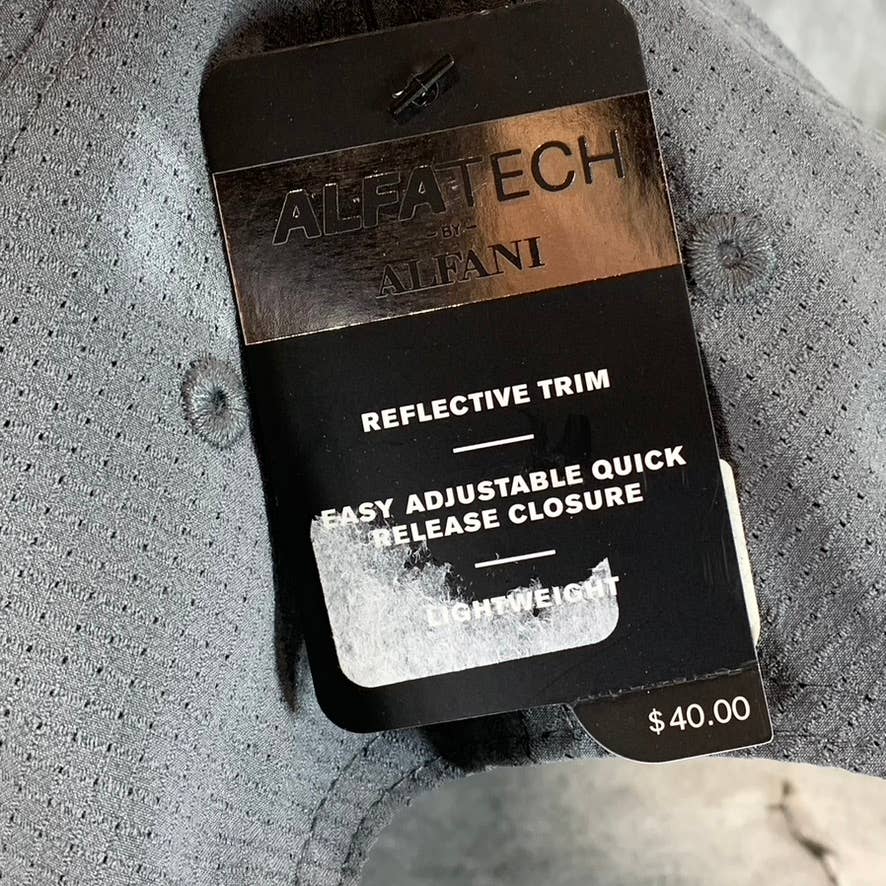 ALFATECH
-BY-
ALFANI
REFLECTIVE TRIM
EASY ADJUSTABLE QUICK
RELEASE CLOSURE
LIGHTWEIGHT
$40.00